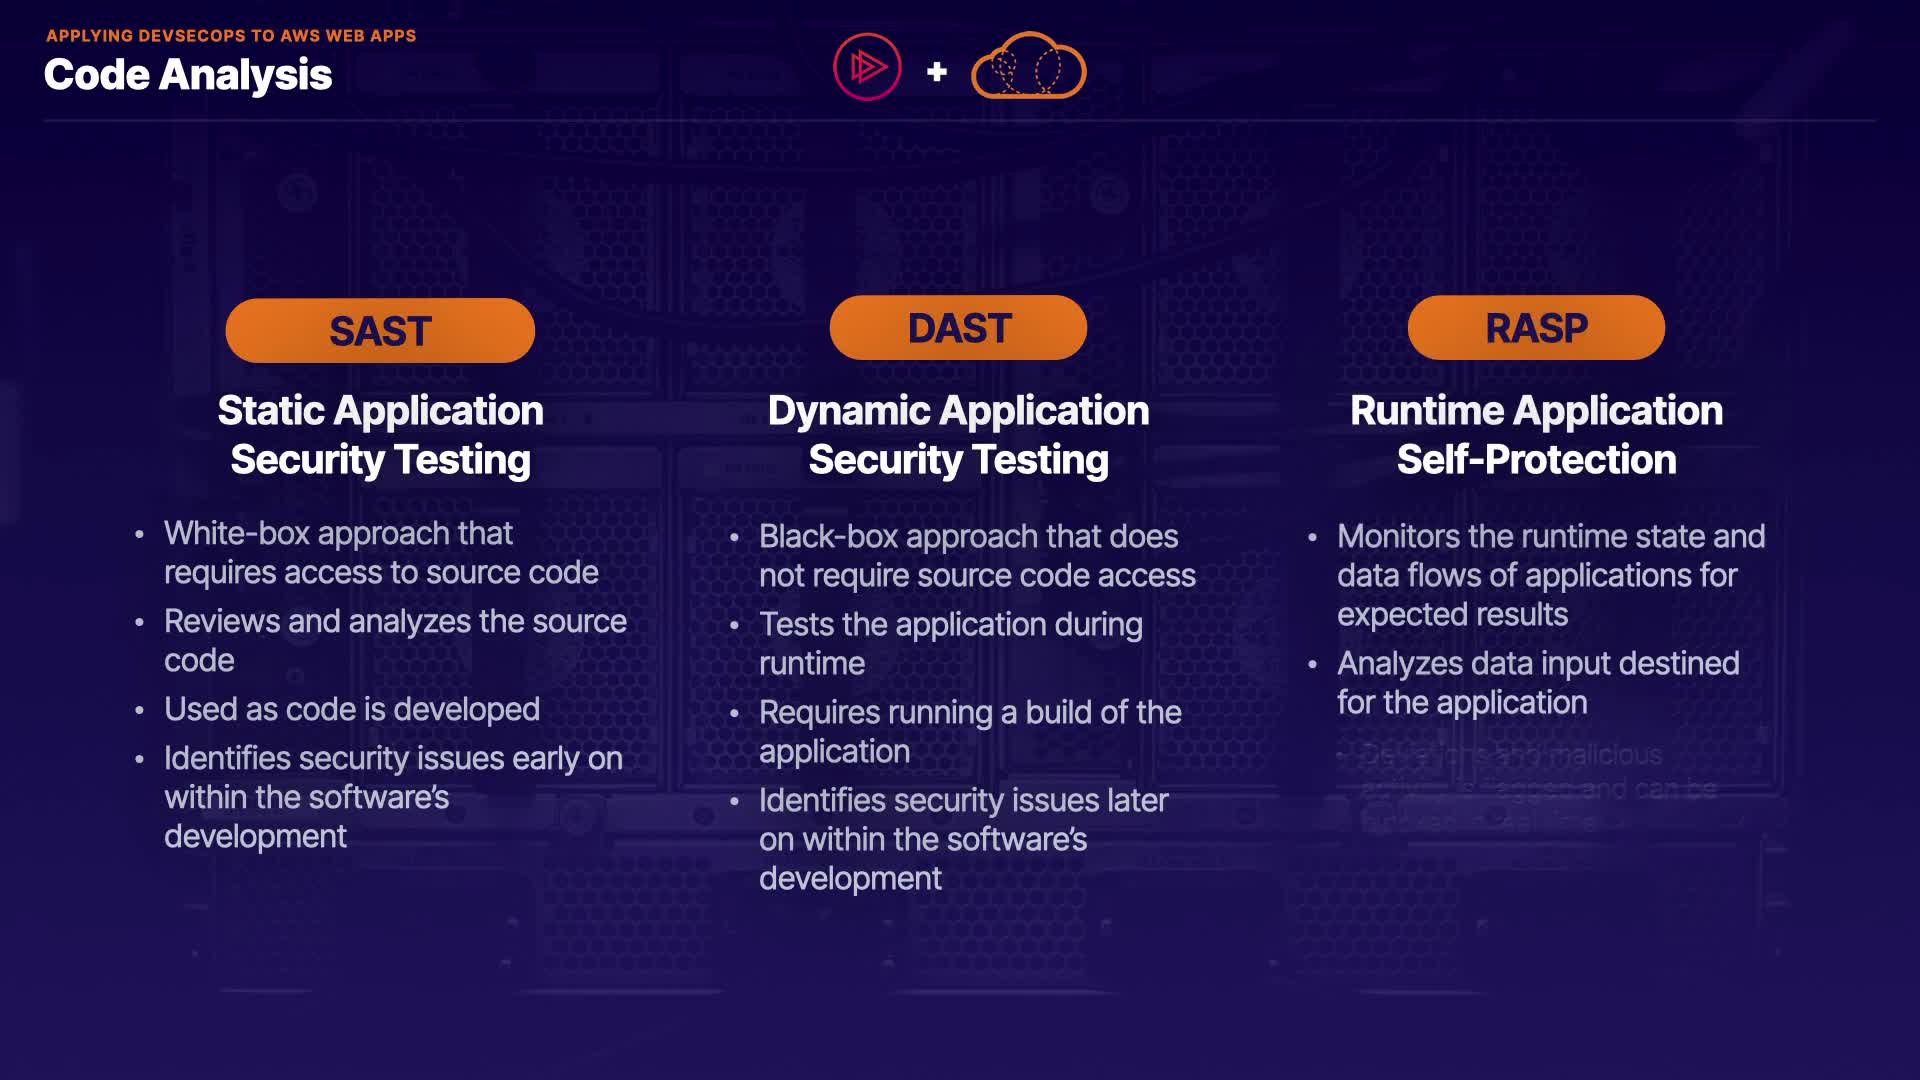 APPLYING DEVSECOPS TO AWS WEB APPS
Code Analysis
+
SAST
Static Application
Security Testing
• White-box approach that
requires access to source code
• Reviews and analyzes the source
code
• Used as code is developed
• Identifies security issues early on
within the software’s
development
DAST
Dynamic Application
Security Testing
• Black-box approach that does
not require source code access
• Tests the application during
runtime
• Requires running a build of the
application
• Identifies security issues later
on within the software’s
development
RASP
Runtime Application
Self-Protection
• Monitors the runtime state and
data flows of applications for
expected results
• Analyzes data input destined
for the application
• Deviations and malicious
and can be